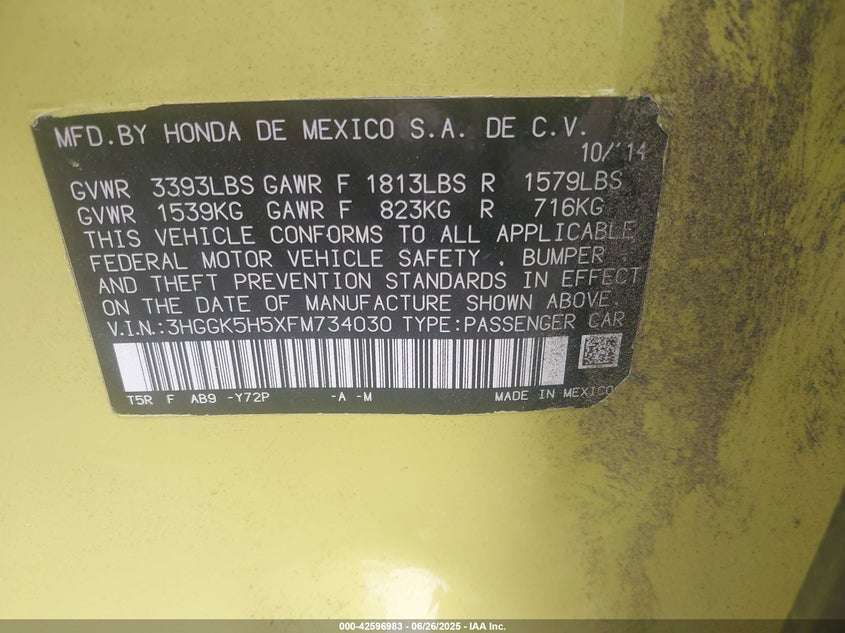 MFD.BY HONDA DE MEXICO S.A. DE C.V.
10/'14
GVWR 3393LBS GAWR F 1813LBS R 1579LBS
GVWR 1539KG GAWR F 823KG R 716KG
THIS VEHICLE CONFORMS TO ALL APPLICABLE
FEDERAL MOTOR VEHICLE SAFETY . BUMPER
AND THEFT PREVENTION STANDARDS IN EFFECT
ON THE DATE OF MANUFACTURE SHOWN ABOVE.
V.I.N.:3HGGK5H5XFM734030 TYPE:PASSENGER CAR
T5R F AB9 -Y72P -A -M MADE IN MEXICO
000-42596983 / 06/26/2025 - IAA Inc.